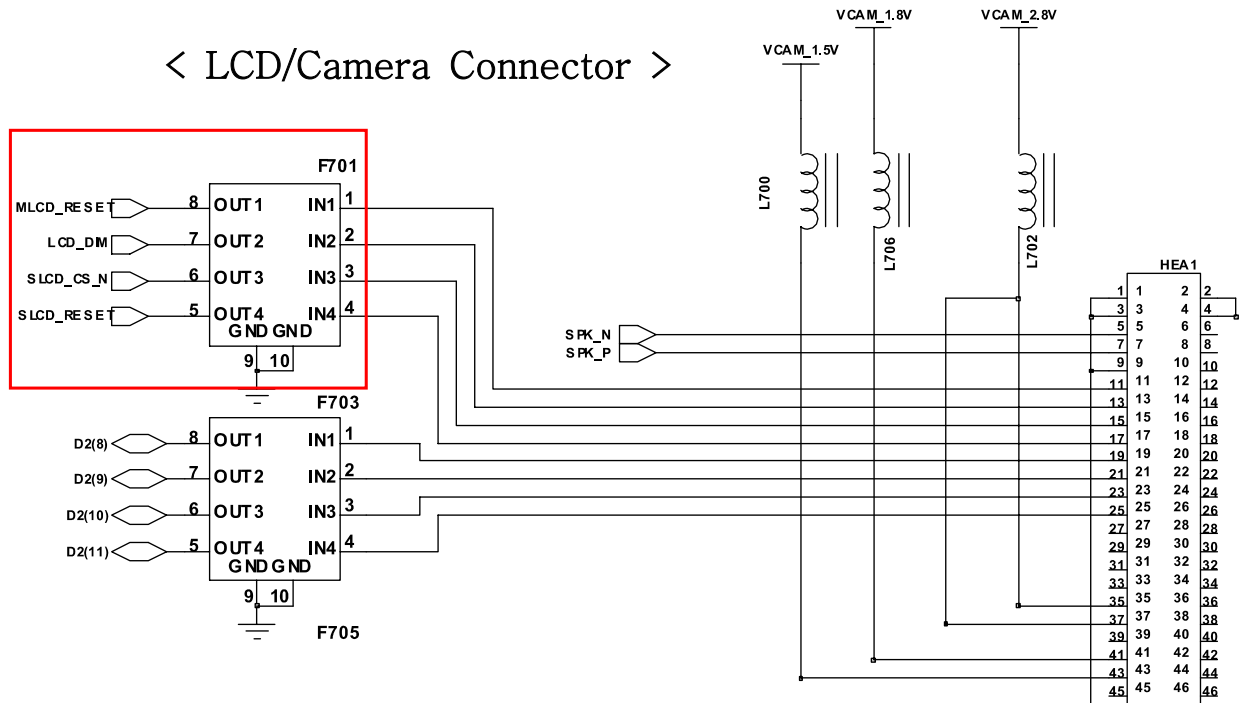 < LCD/Camera Connector >
VCAM_1.5V
VCAM_1.8V
VCAM_2.8V
L700
L706
L702
F701
MLCD_RESET 8 OUT1 IN1 1
LCD_DIM 7 OUT2 IN2 2
SLCD_CS_N 6 OUT3 IN3 3
SLCD_RESET 5 OUT4 IN4 4
GND GND
9 10
F703
D2(8) 8 OUT1 IN1 1
D2(9) 7 OUT2 IN2 2
D2(10) 6 OUT3 IN3 3
D2(11) 5 OUT4 IN4 4
GND GND
9 10
F705
SPK_N
SPK_P
HEA1
1 1 2 2
3 3 4 4
5 5 6 6
7 7 8 8
9 9 10 10
11 11 12 12
13 13 14 14
15 15 16 16
17 17 18 18
19 19 20 20
21 21 22 22
23 23 24 24
25 25 26 26
27 27 28 28
29 29 30 30
31 31 32 32
33 33 34 34
35 35 36 36
37 37 38 38
39 39 40 40
41 41 42 42
43 43 44 44
45 45 46 46